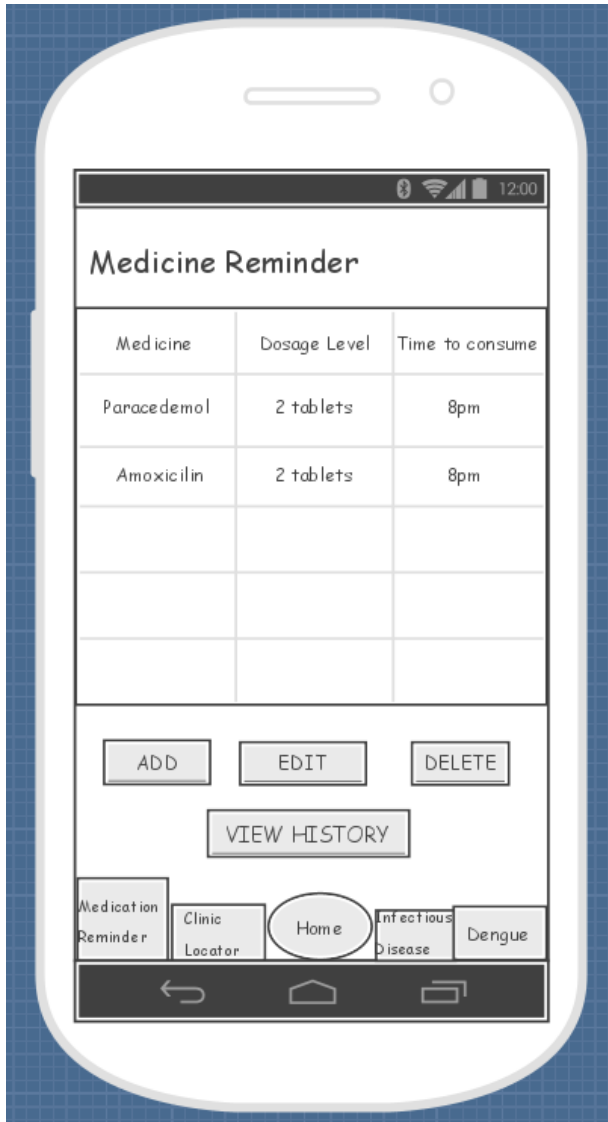 12:00
Medicine Reminder
Medicine Dosage Level Time to consume
Paracedemol 2 tablets 8pm
Amoxicilin 2 tablets 8pm
ADD EDIT DELETE
VIEW HISTORY
Medication
Reminder
Clinic
Locator
Home
Infectious
Disease
Dengue